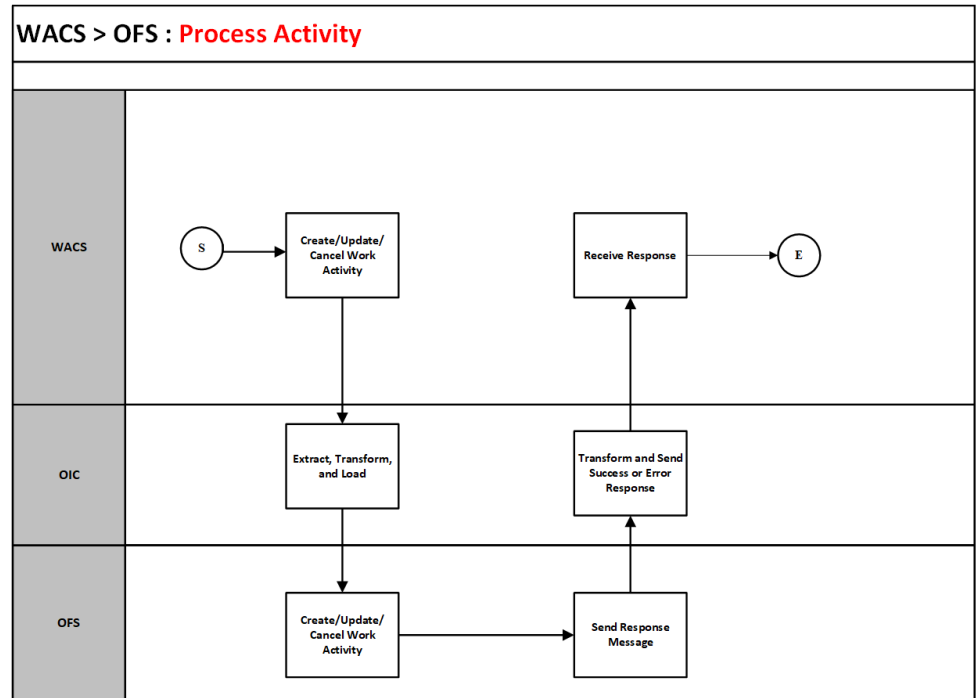 WACS > OFS : Process Activity
WACS
S
Create/Update/
Cancel Work
Activity
Receive Response
E
OIC
Extract, Transform,
and Load
Transform and Send
Success or Error
Response
OFS
Create/Update/
Cancel Work
Activity
Send Response
Message